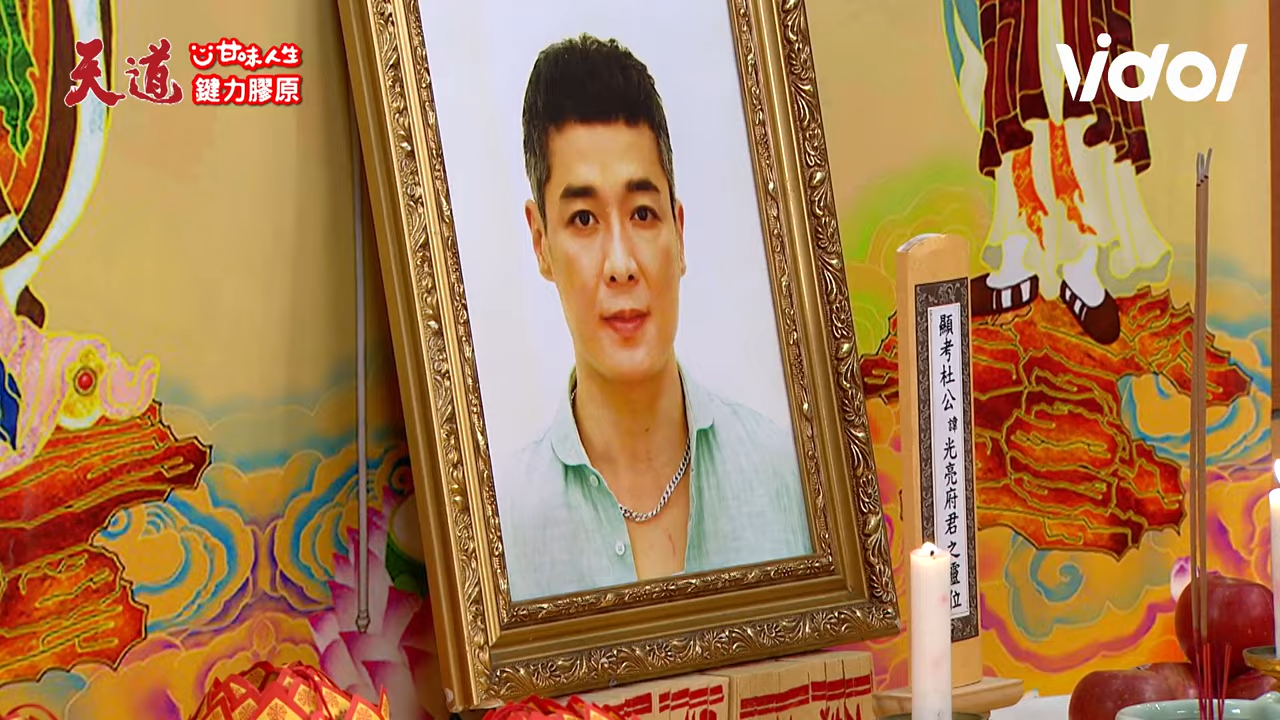 天道
甘味人生
鍵力膠原
Vidol
顯考杜公諱光亮府君之靈位